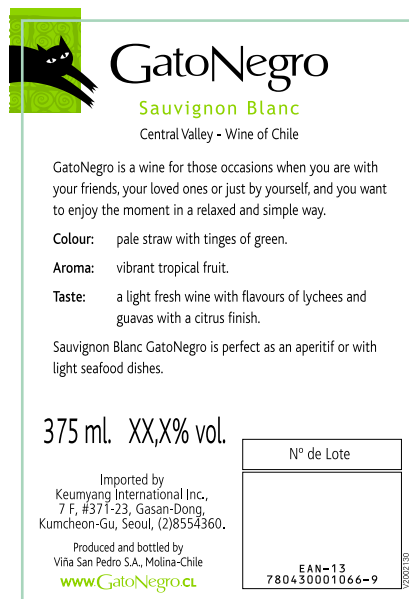 GatoNegro
Sauvignon Blanc
Central Valley - Wine of Chile
GatoNegro is a wine for those occasions when you are with
your friends, your loved ones or just by yourself, and you want
to enjoy the moment in a relaxed and simple way.
Colour: pale straw with tinges of green.
Aroma: vibrant tropical fruit.
Taste: a light fresh wine with flavours of lychees and
guavas with a citrus finish.
Sauvignon Blanc GatoNegro is perfect as an aperitif or with
light seafood dishes.
375 ml. XX,X% vol.
Nº de Lote
Imported by
Keumyang International Inc.,
7 F, #371-23, Gasan-Dong,
Kumcheon-Gu, Seoul, (2)8554360.
Produced and bottled by
Viña San Pedro S.A., Molina-Chile
www.GatoNegro.CL
EAN-13
780430001066-9
V2002130